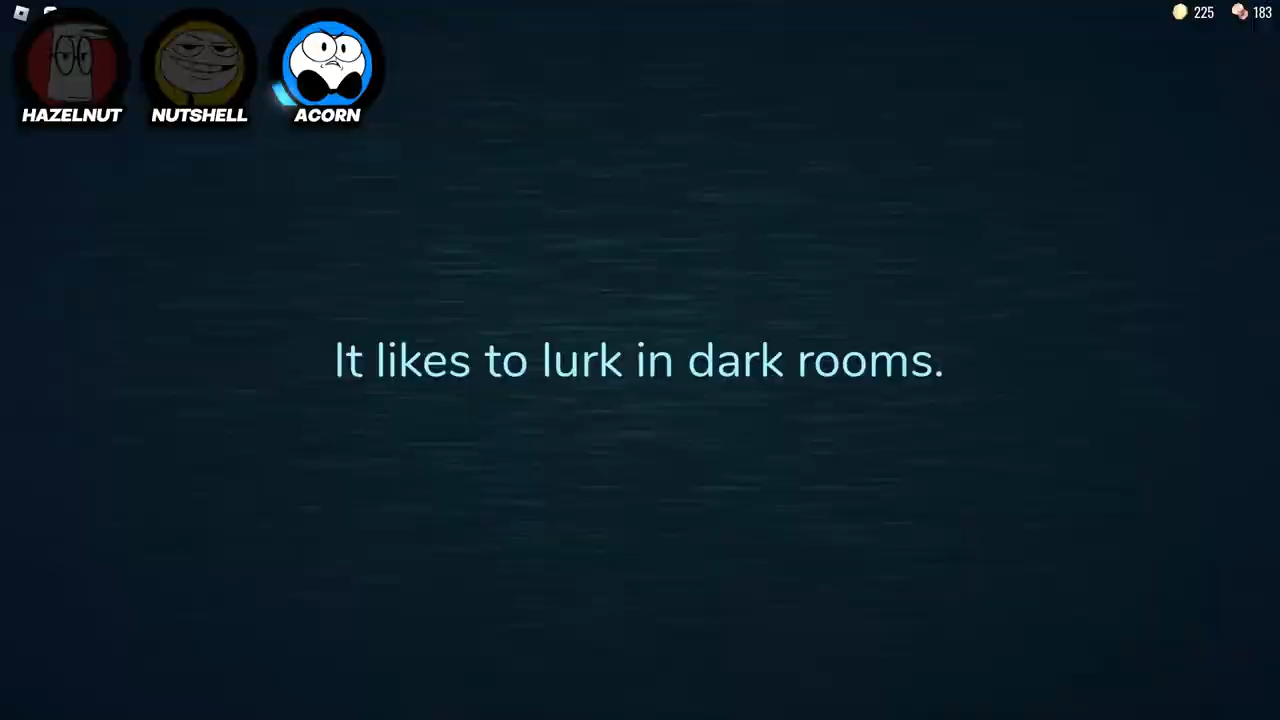 225 183
HAZELNUT NUTSHELL ACORN
It likes to lurk in dark rooms.